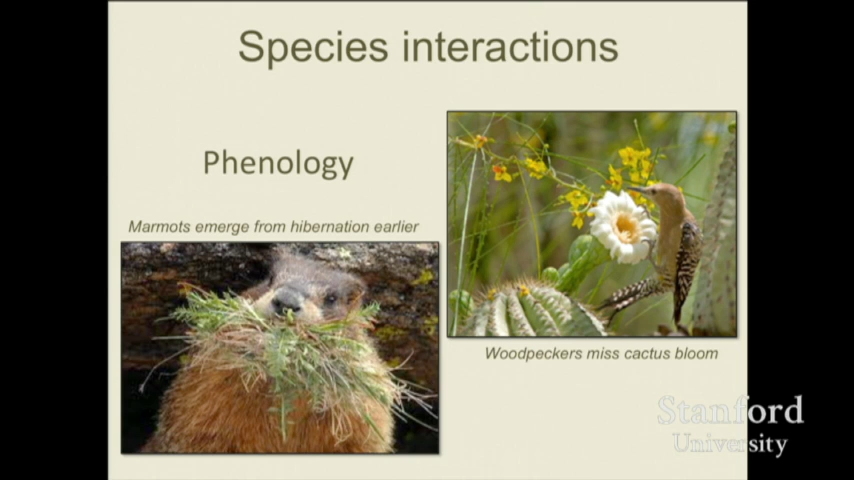 Species interactions
Phenology
Marmots emerge from hibernation earlier
Woodpeckers miss cactus bloom
Stanford
University